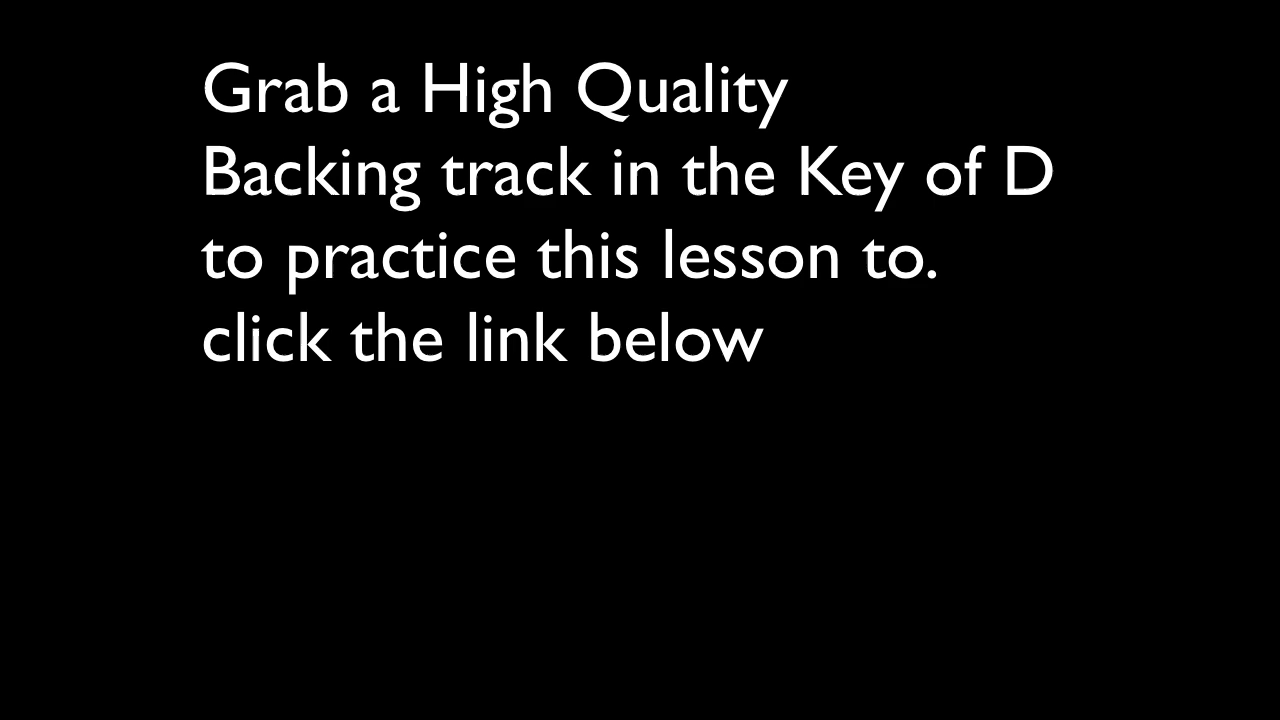 Grab a High Quality
Backing track in the Key of D
to practice this lesson to.
click the link below